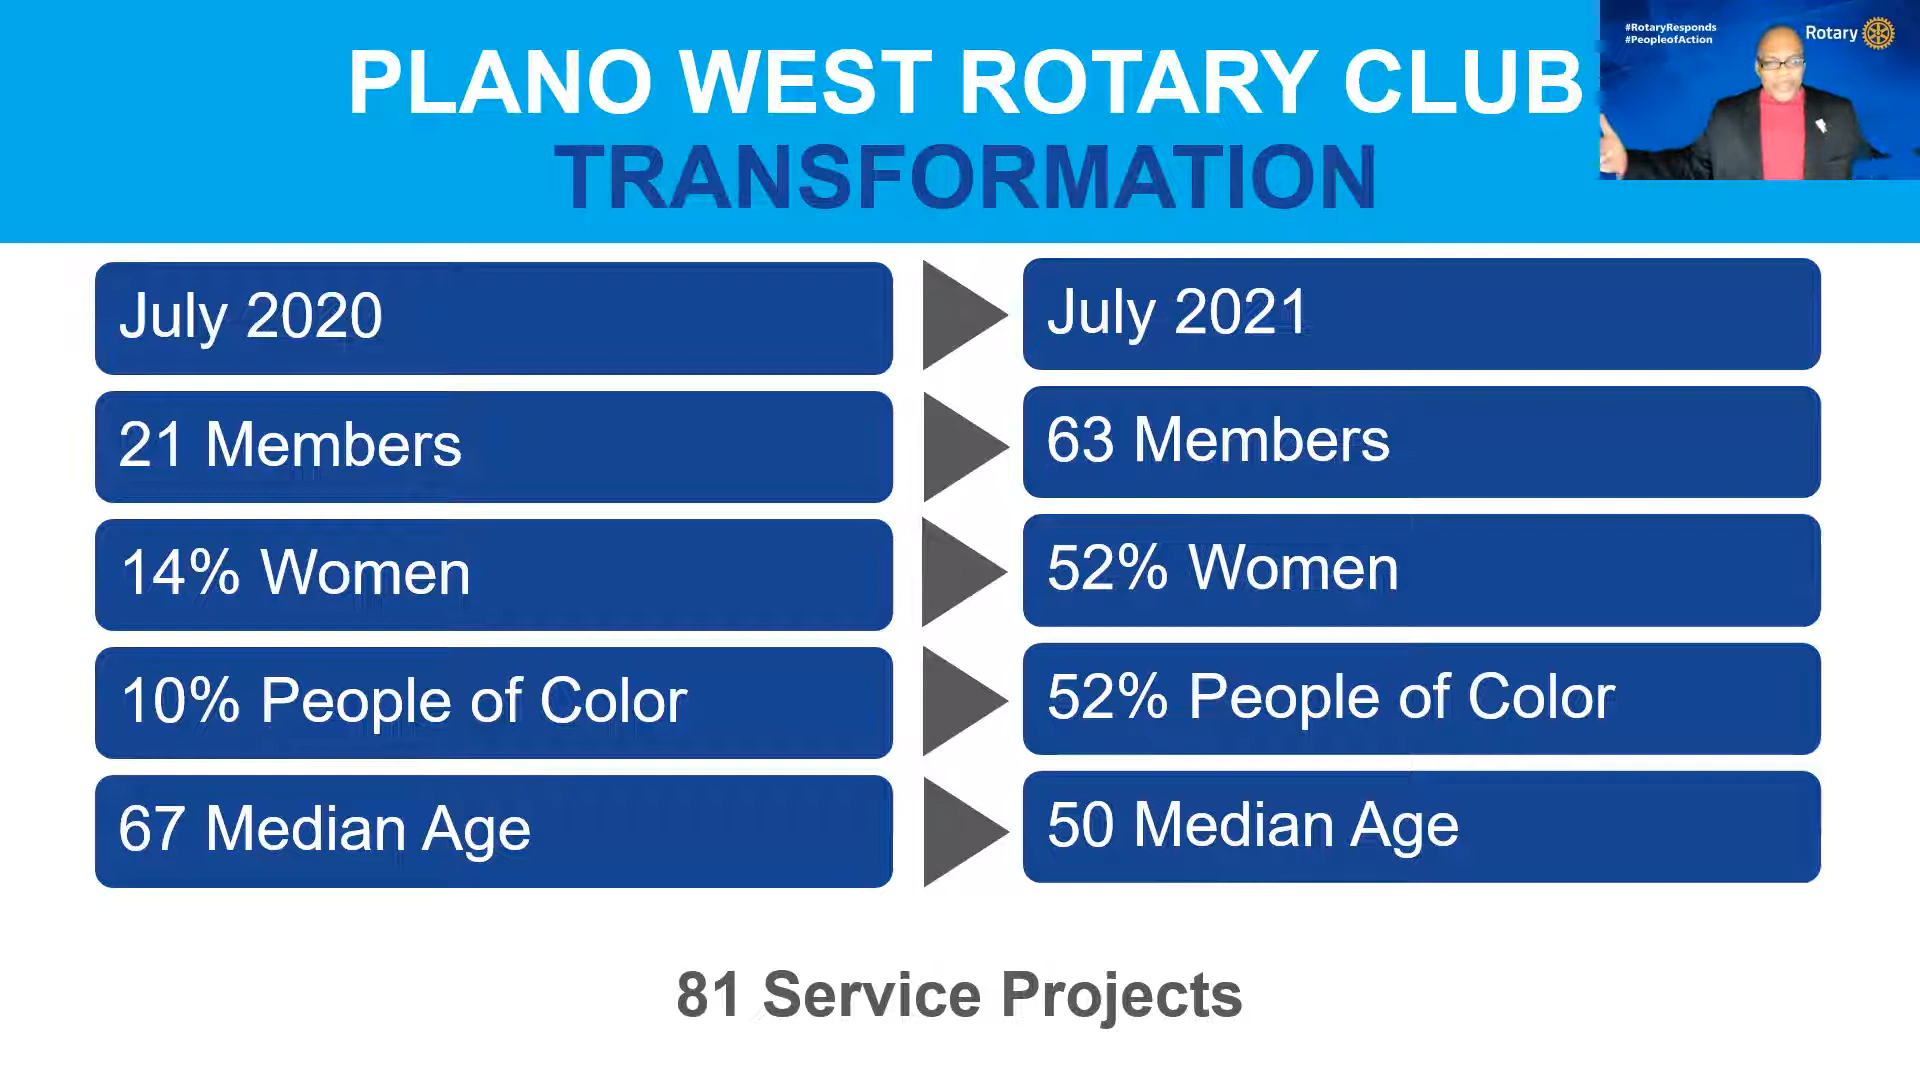 PLANO WEST ROTARY CLUB
TRANSFORMATION
#RotaryResponds
#PeopleofAction
Rotary
July 2020
July 2021
21 Members
63 Members
14% Women
52% Women
10% People of Color
52% People of Color
67 Median Age
50 Median Age
81 Service Projects